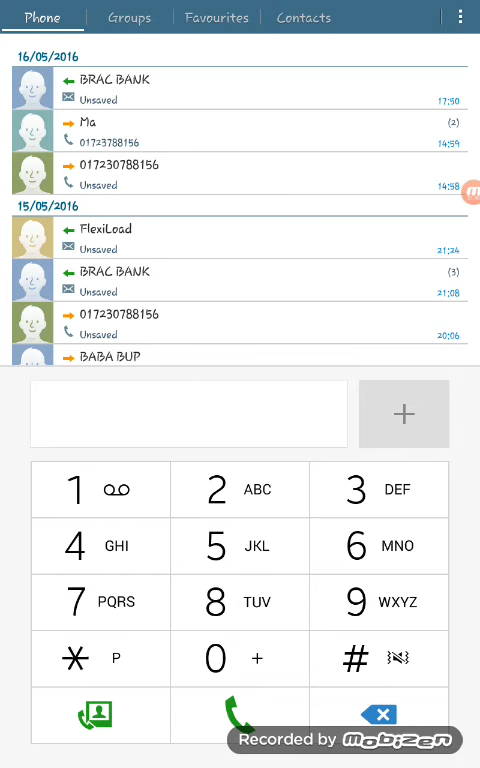 Phone Groups Favourites Contacts
16/05/2016
BRAC BANK
Unsaved 17:50
Ma (2)
01723788156 14:59
017230788156
Unsaved 14:58
15/05/2016
FlexiLoad
Unsaved 21:24
BRAC BANK (3)
Unsaved 21:08
017230788156
Unsaved 20:06
BABA BUP
+
1 2 ABC 3 DEF
4 GHI 5 JKL 6 MNO
7 PQRS 8 TUV 9 WXYZ
* P 0 + #
Recorded by mobizen